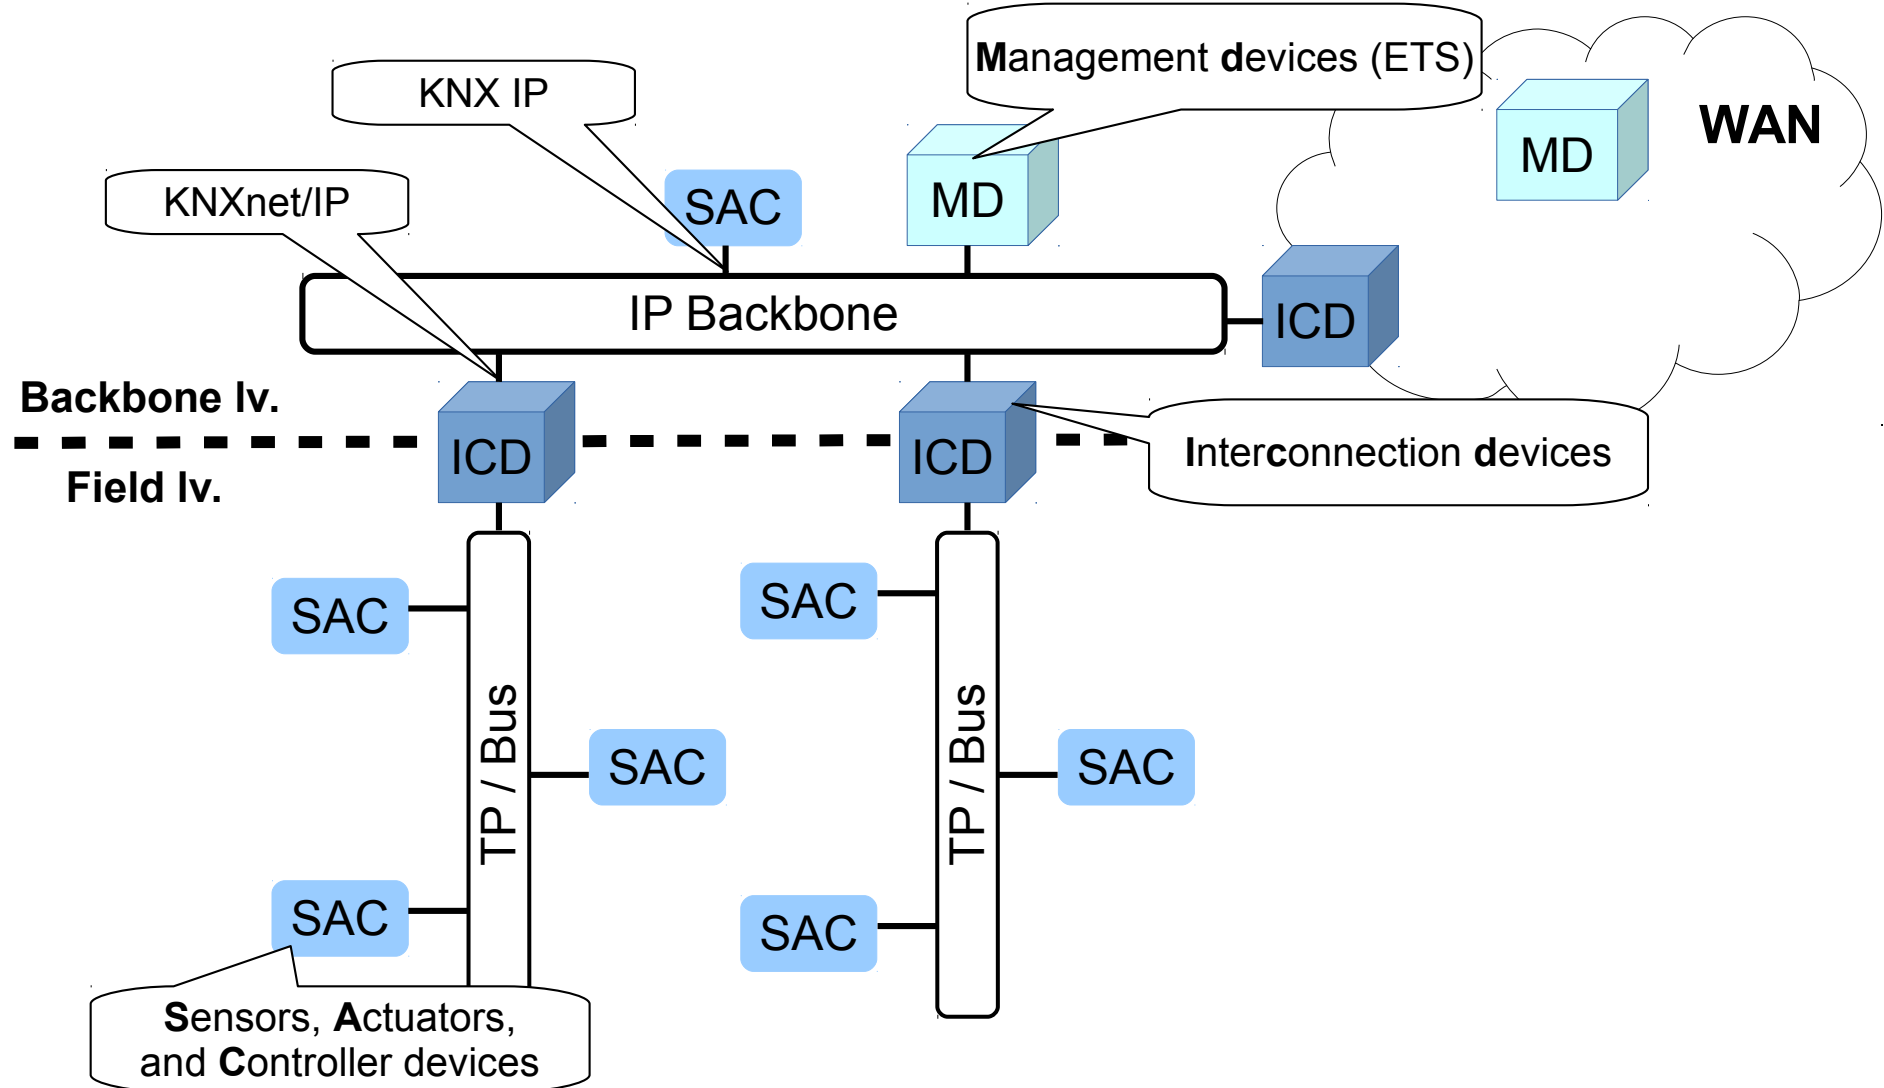 Management devices (ETS)
KNX IP
WAN
MD
KNXnet/IP
SAC
MD
IP Backbone
ICD
Backbone lv.
ICD
ICD
Interconnection devices
Field lv.
SAC
SAC
TP / Bus
TP / Bus
SAC
SAC
SAC
SAC
Sensors, Actuators,
and Controller devices